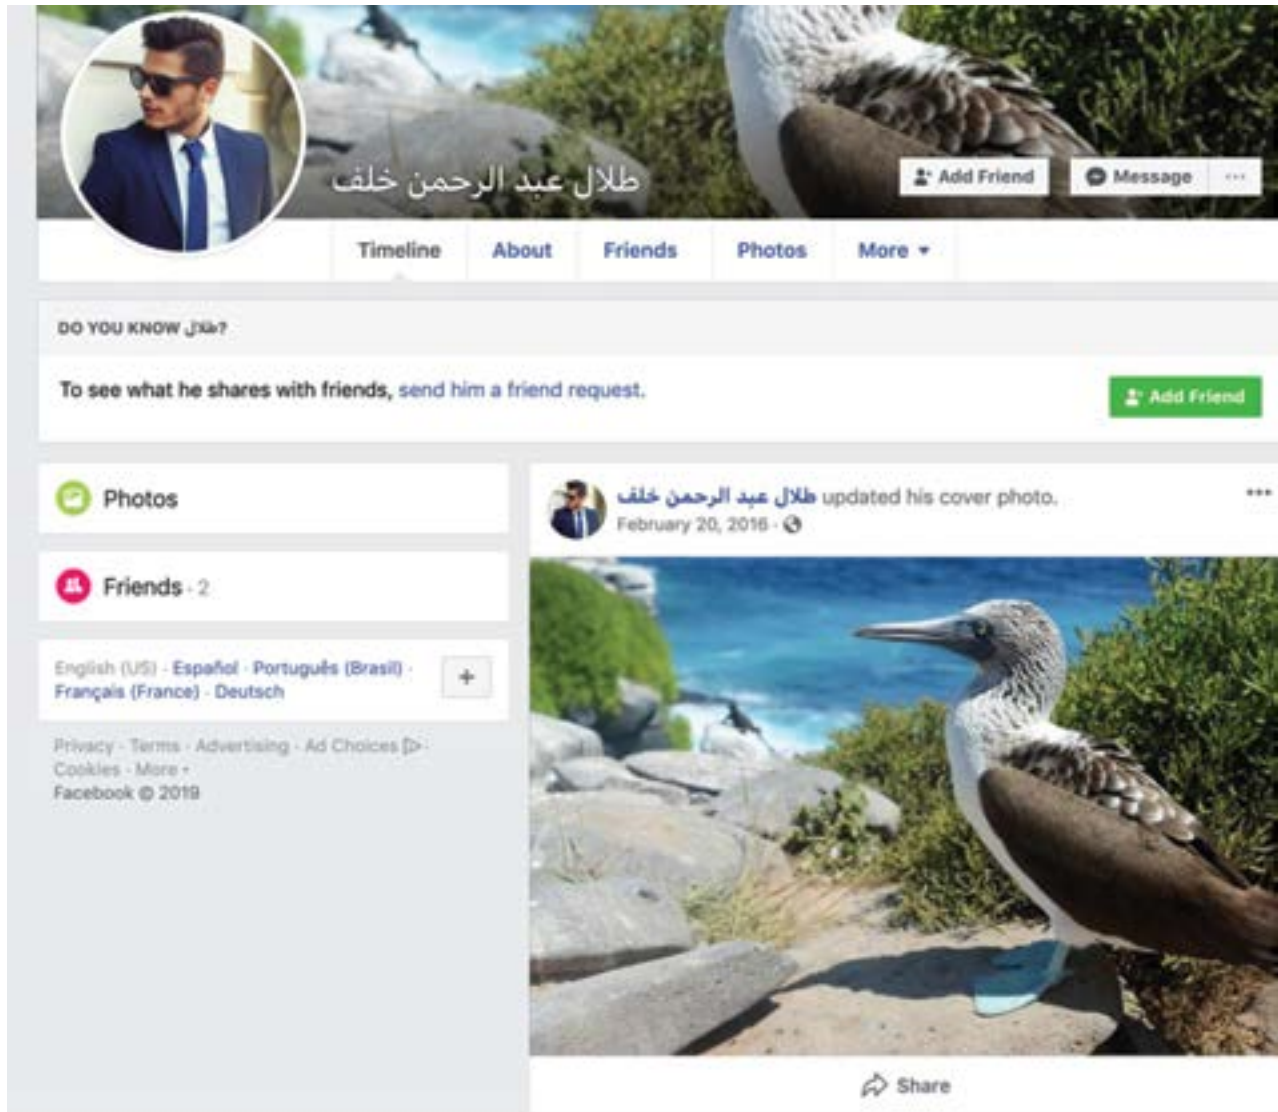 طلال عبد الرحمن خلف
Add Friend
Message
Timeline
About
Friends
Photos
More
DO YOU KNOW طلال?
To see what he shares with friends, send him a friend request.
Add Friend
Photos
Friends · 2
English (US) · Español · Português (Brasil) ·
Français (France) · Deutsch
Privacy · Terms · Advertising · Ad Choices ·
Cookies · More
Facebook © 2019
طلال عبد الرحمن خلف updated his cover photo.
February 20, 2016 ·
Share